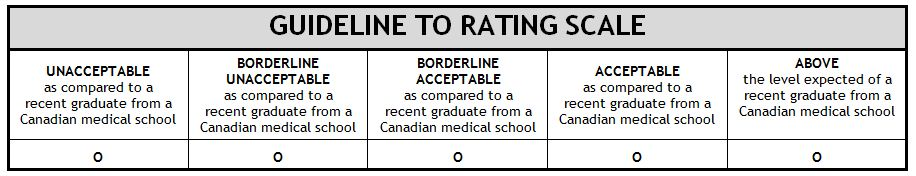 GUIDELINE TO RATING SCALE
UNACCEPTABLE
as compared to a
recent graduate from a
Canadian medical school
BORDERLINE
UNACCEPTABLE
as compared to a
recent graduate from a
Canadian medical school
BORDERLINE
ACCEPTABLE
as compared to a
recent graduate from a
Canadian medical school
ACCEPTABLE
as compared to a
recent graduate from a
Canadian medical school
ABOVE
the level expected of a
recent graduate from a
Canadian medical school
O O O O O